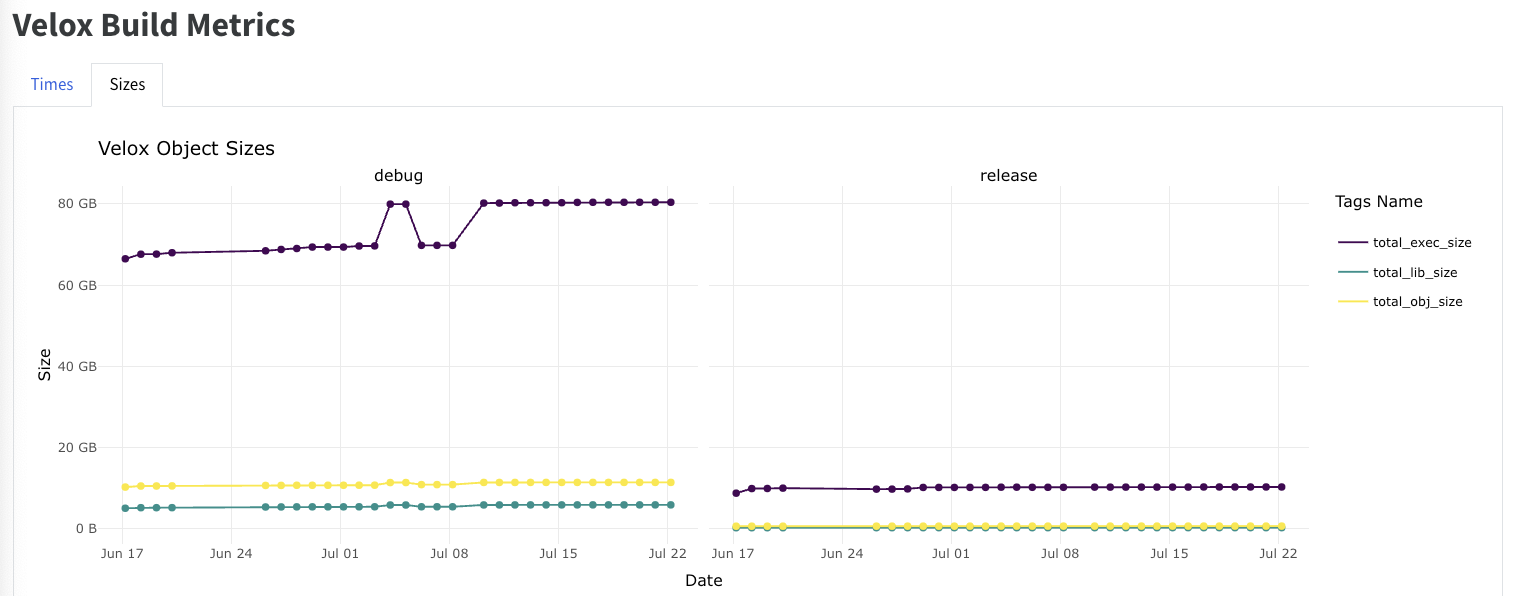 Velox Build Metrics
Times Sizes
Velox Object Sizes
debug release
Tags Name
total_exec_size
total_lib_size
total_obj_size
Size
80 GB
60 GB
40 GB
20 GB
0 B
Jun 17 Jun 24 Jul 01 Jul 08 Jul 15 Jul 22 Jun 17 Jun 24 Jul 01 Jul 08 Jul 15 Jul 22
Date